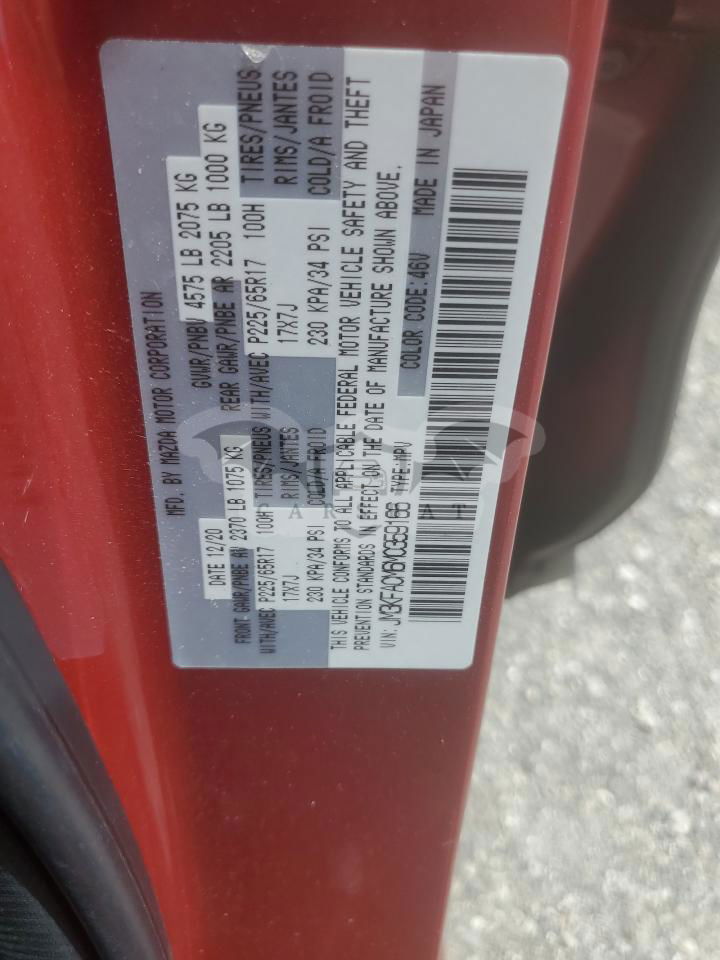 MFD. BY MAZDA MOTOR CORPORATION
DATE 12/20 GVWR/PNBV 4575 LB 2075 KG
FRONT GAWR/PNBE AV 2370 LB 1075 KG REAR GAWR/PNBE AR 2205 LB 1000 KG
WITH/AVEC P225/65R17 100H TIRES/PNEUS WITH/AVEC P225/65R17 100H TIRES/PNEUS
17X7J RIMS/JANTES 17X7J RIMS/JANTES
230 KPA/34 PSI COLD/A FROID 230 KPA/34 PSI COLD/A FROID
THIS VEHICLE CONFORMS TO ALL APPLICABLE FEDERAL MOTOR VEHICLE SAFETY AND THEFT
PREVENTION STANDARDS IN EFFECT ON THE DATE OF MANUFACTURE SHOWN ABOVE.
VIN: TYPE:MPV COLOR CODE:46V MADE IN JAPAN